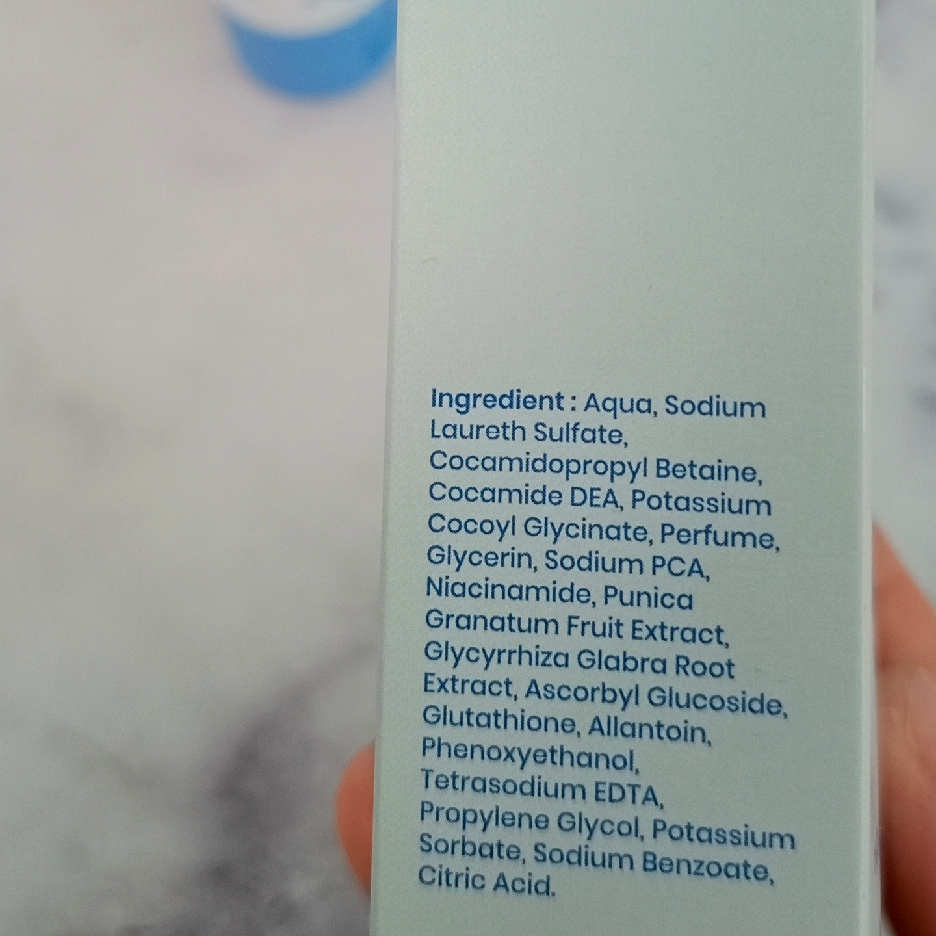 Ingredient : Aqua, Sodium
Laureth Sulfate,
Cocamidopropyl Betaine,
Cocamide DEA, Potassium
Cocoyl Glycinate, Perfume,
Glycerin, Sodium PCA,
Niacinamide, Punica
Granatum Fruit Extract,
Glycyrrhiza Glabra Root
Extract, Ascorbyl Glucoside,
Glutathione, Allantoin,
Phenoxyethanol,
Tetrasodium EDTA,
Propylene Glycol, Potassium
Sorbate, Sodium Benzoate,
Citric Acid.